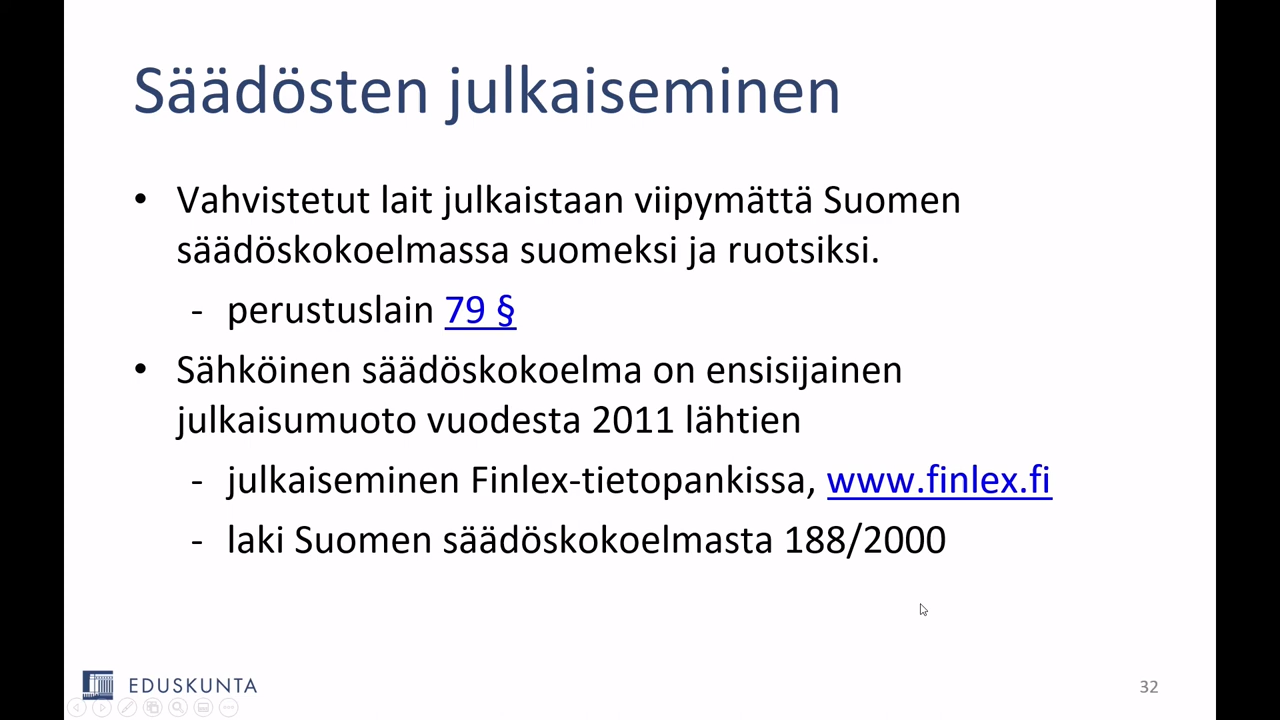 Säädösten julkaiseminen
• Vahvistetut lait julkaistaan viipymättä Suomen
säädöskokoelmassa suomeksi ja ruotsiksi.
- perustuslain 79 §
• Sähköinen säädöskokoelma on ensisijainen
julkaisumuoto vuodesta 2011 lähtien
- julkaiseminen Finlex-tietopankissa, www.finlex.fi
- laki Suomen säädöskokoelmasta 188/2000
EDUSKUNTA
32